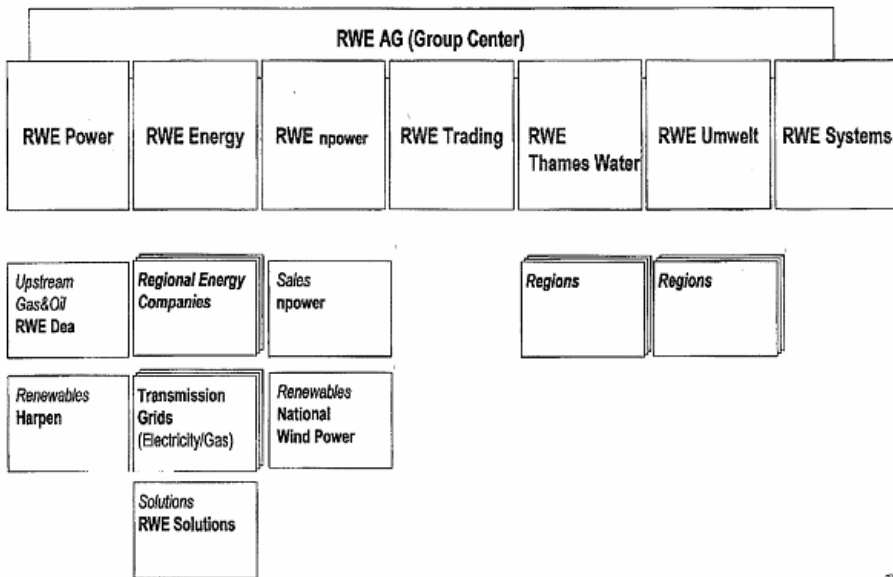 RWE AG (Group Center)
RWE Power
RWE Energy
RWE npower
RWE Trading
RWE
Thames Water
RWE Umwelt
RWE Systems
Upstream
Gas&Oil
RWE Dea
Regional Energy
Companies
Sales
npower
Regions
Regions
Renewables
Harpen
Transmission
Grids
(Electricity/Gas)
Renewables
National
Wind Power
Solutions
RWE Solutions